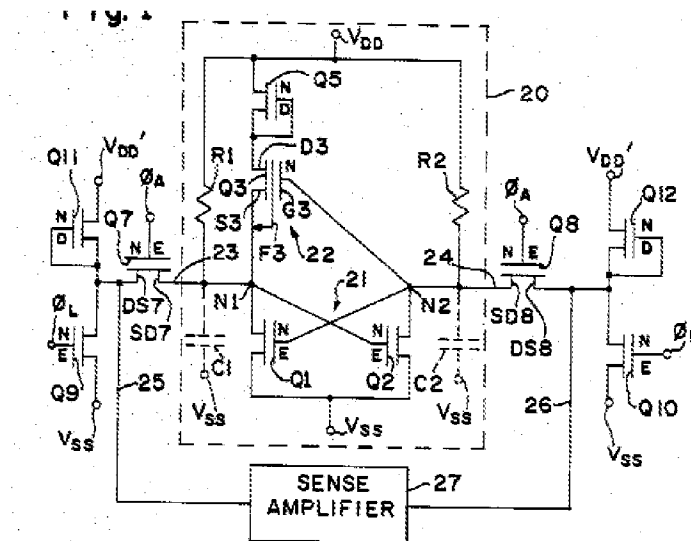 Fig. 1
VDD
Q5
N
D
20
Q11
VDD'
N
D
ØA
Q7
N E
R1
D3
Q3
N
S3
G3
F3
22
R2
ØA
Q8
N E
VDD'
Q12
N
D
23
21
24
DS7
SD7
N1
N2
SD8
DS8
ØL
N
E
Q9
VSS
25
C1
VSS
N
E
Q1
N
E
Q2
C2
VSS
VSS
26
N
E
Q10
VSS
SENSE
AMPLIFIER
27